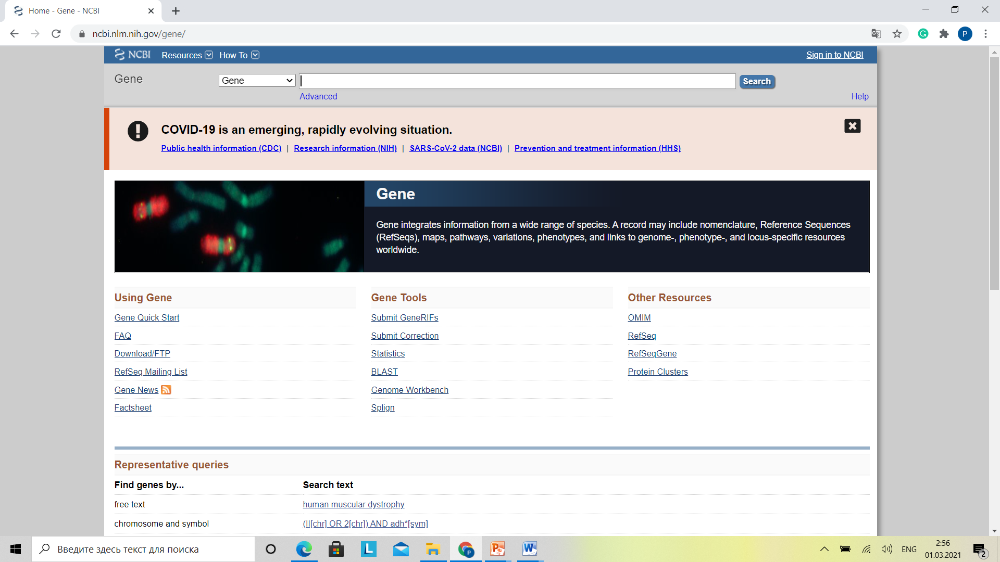 Home - Gene - NCBI
ncbi.nlm.nih.gov/gene/
P
NCBI Resources How To Sign in to NCBI
Gene Gene Search
Advanced Help
COVID-19 is an emerging, rapidly evolving situation.
Public health information (CDC) | Research information (NIH) | SARS-CoV-2 data (NCBI) | Prevention and treatment information (HHS)
Gene
Gene integrates information from a wide range of species. A record may include nomenclature, Reference Sequences
(RefSeqs), maps, pathways, variations, phenotypes, and links to genome-, phenotype-, and locus-specific resources
worldwide.
Using Gene
Gene Quick Start
FAQ
Download/FTP
RefSeq Mailing List
Gene News
Factsheet
Gene Tools
Submit GeneRIFs
Submit Correction
Statistics
BLAST
Genome Workbench
Splign
Other Resources
OMIM
RefSeq
RefSeqGene
Protein Clusters
Representative queries
Find genes by... Search text
free text human muscular dystrophy
chromosome and symbol (II[chr] OR 2[chr]) AND adh*[sym]
Введите здесь текст для поиска
L
P
P
W
ENG
2:56
01.03.2021
2